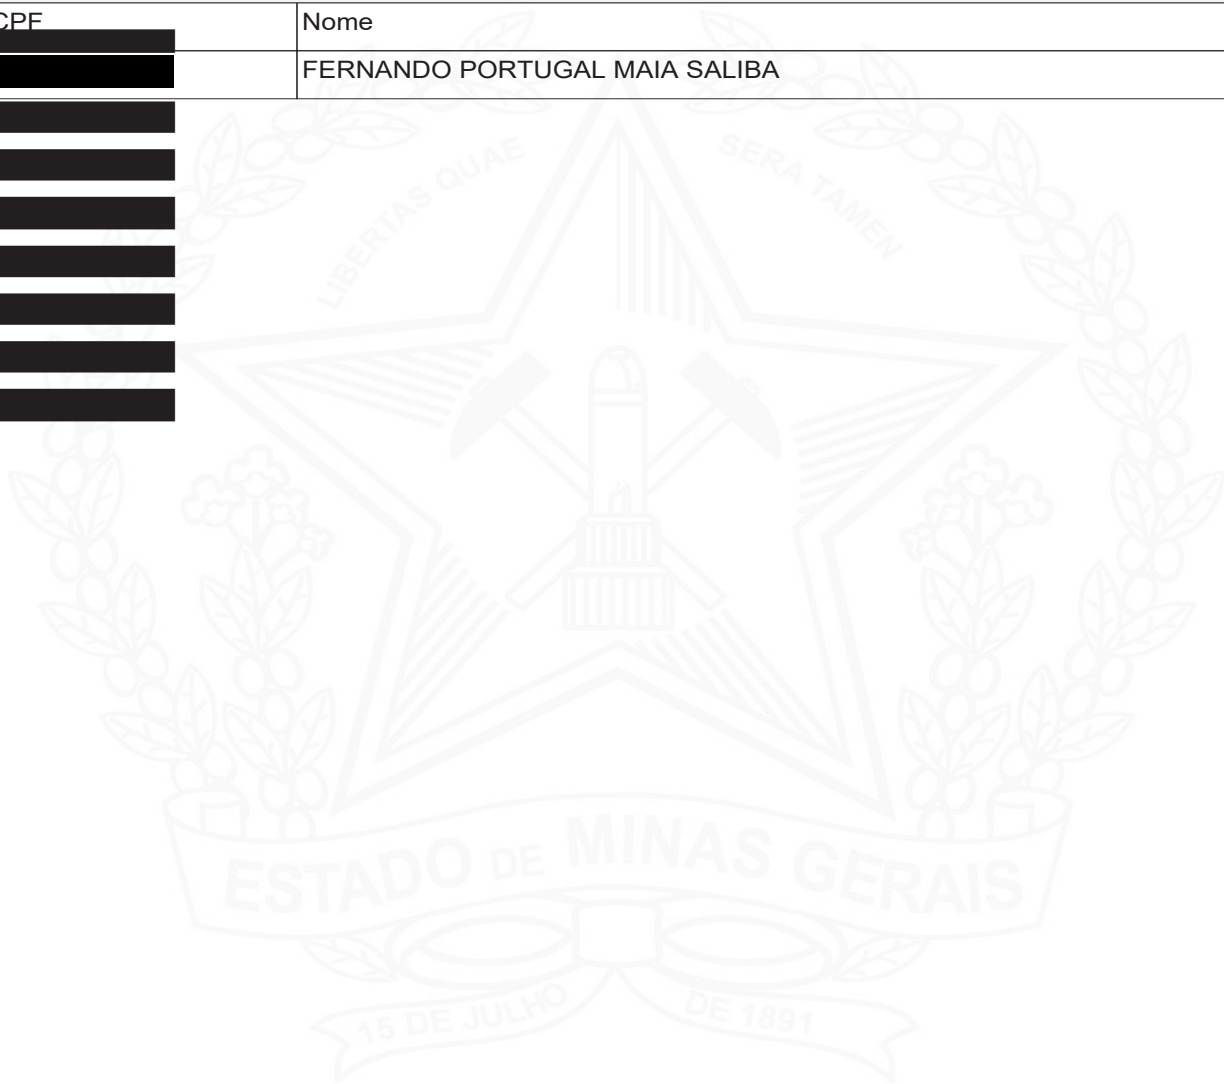 CPF Nome
FERNANDO PORTUGAL MAIA SALIBA
LIBERTAS QUAE SERA TAMEN
ESTADO DE MINAS GERAIS
15 DE JULHO DE 1891